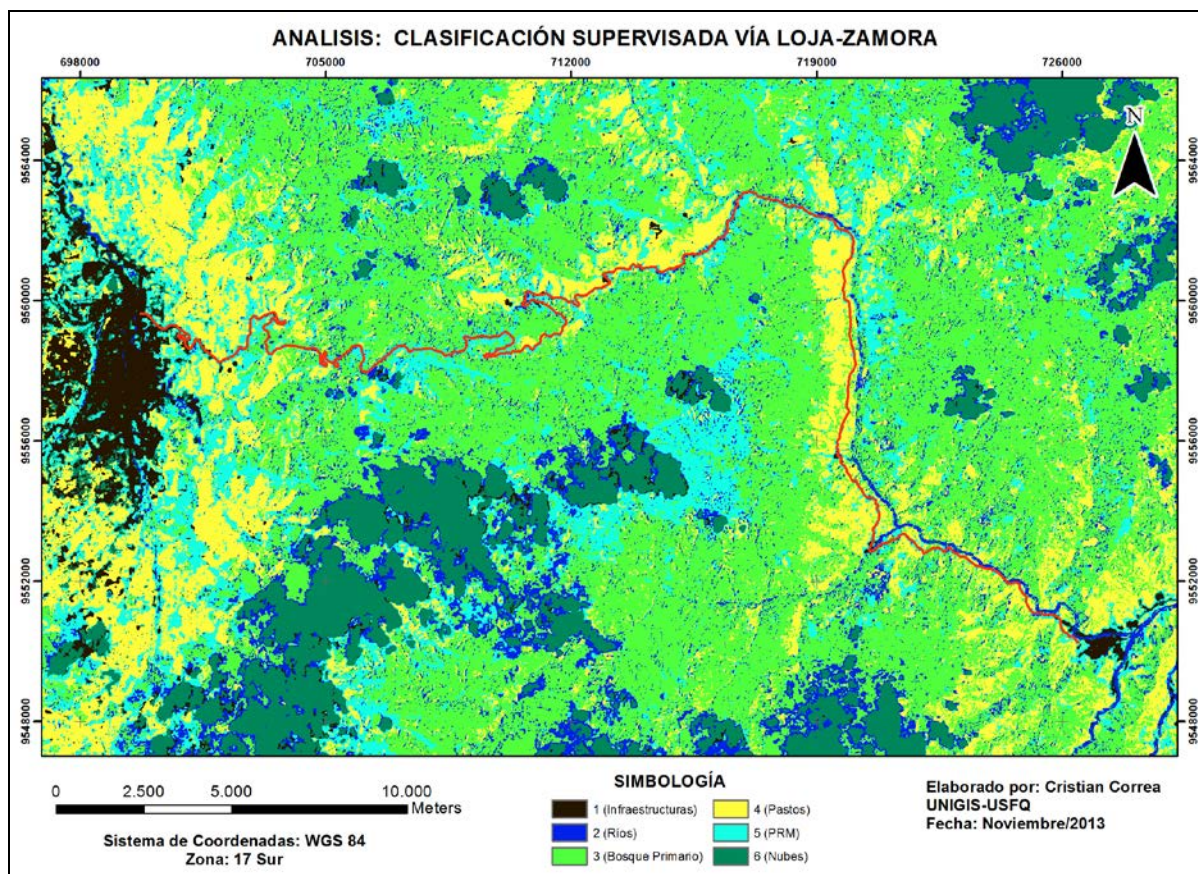 ANALISIS: CLASIFICACIÓN SUPERVISADA VÍA LOJA-ZAMORA
698000 705000 712000 719000 726000
N
9664000 9564000
9660000 9560000
9556000 9556000
9552000 9552000
9548000 9548000
0 2.500 5.000 10.000
Meters
Sistema de Coordenadas: WGS 84
Zona: 17 Sur
SIMBOLOGÍA
1 (Infraestructuras) 4 (Pastos)
2 (Ríos) 5 (PRM)
3 (Bosque Primario) 6 (Nubes)
Elaborado por: Cristian Correa
UNIGIS-USFQ
Fecha: Noviembre/2013